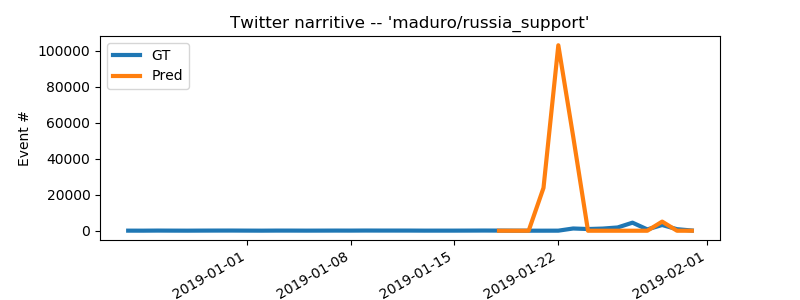 Twitter narritive -- 'maduro/russia_support'
GT
Pred
Event #
100000
80000
60000
40000
20000
0
2019-01-01
2019-01-08
2019-01-15
2019-01-22
2019-02-01